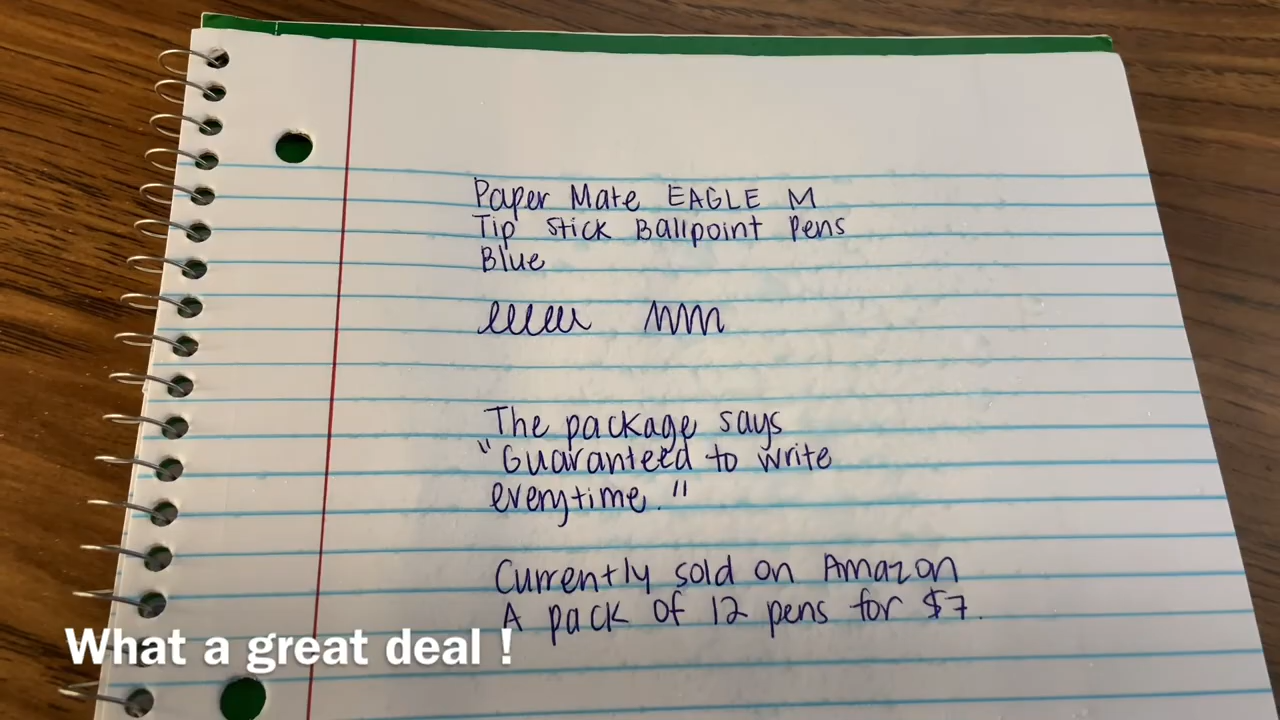 Paper Mate EAGLE M
Tip Stick Ballpoint Pens
Blue
The package says
"Guaranteed to write
everytime."
Currently sold on Amazon
A pack of 12 pens for $7.
What a great deal !